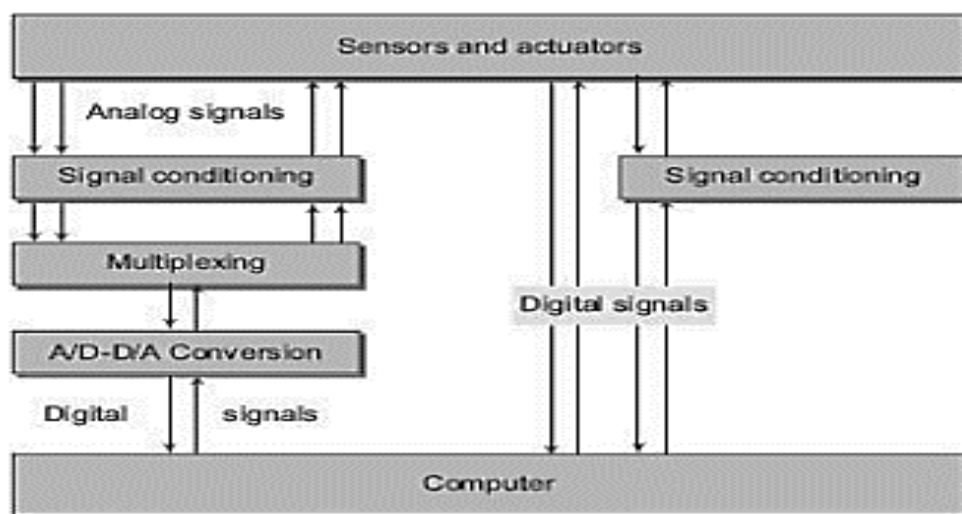 Sensors and actuators
Analog signals
Signal conditioning
Signal conditioning
Multiplexing
Digital signals
A/D-D/A Conversion
Digital signals
Computer